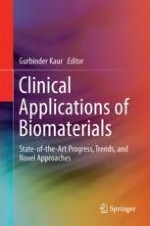 Gurbinder Kaur Editor
Clinical
Applications of
Biomaterials
State-of-the-Art Progress, Trends, and
Novel Approaches
Springer